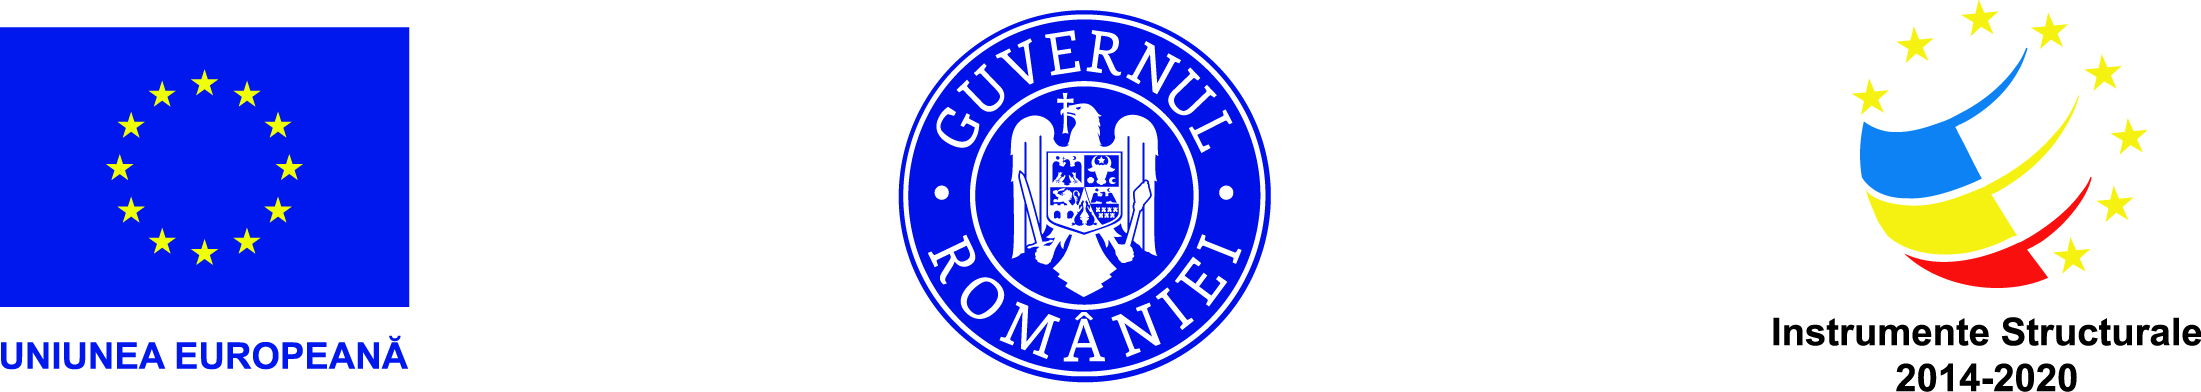 UNIUNEA EUROPEANĂ
GUVERNUL
ROMÂNIEI
Instrumente Structurale
2014-2020